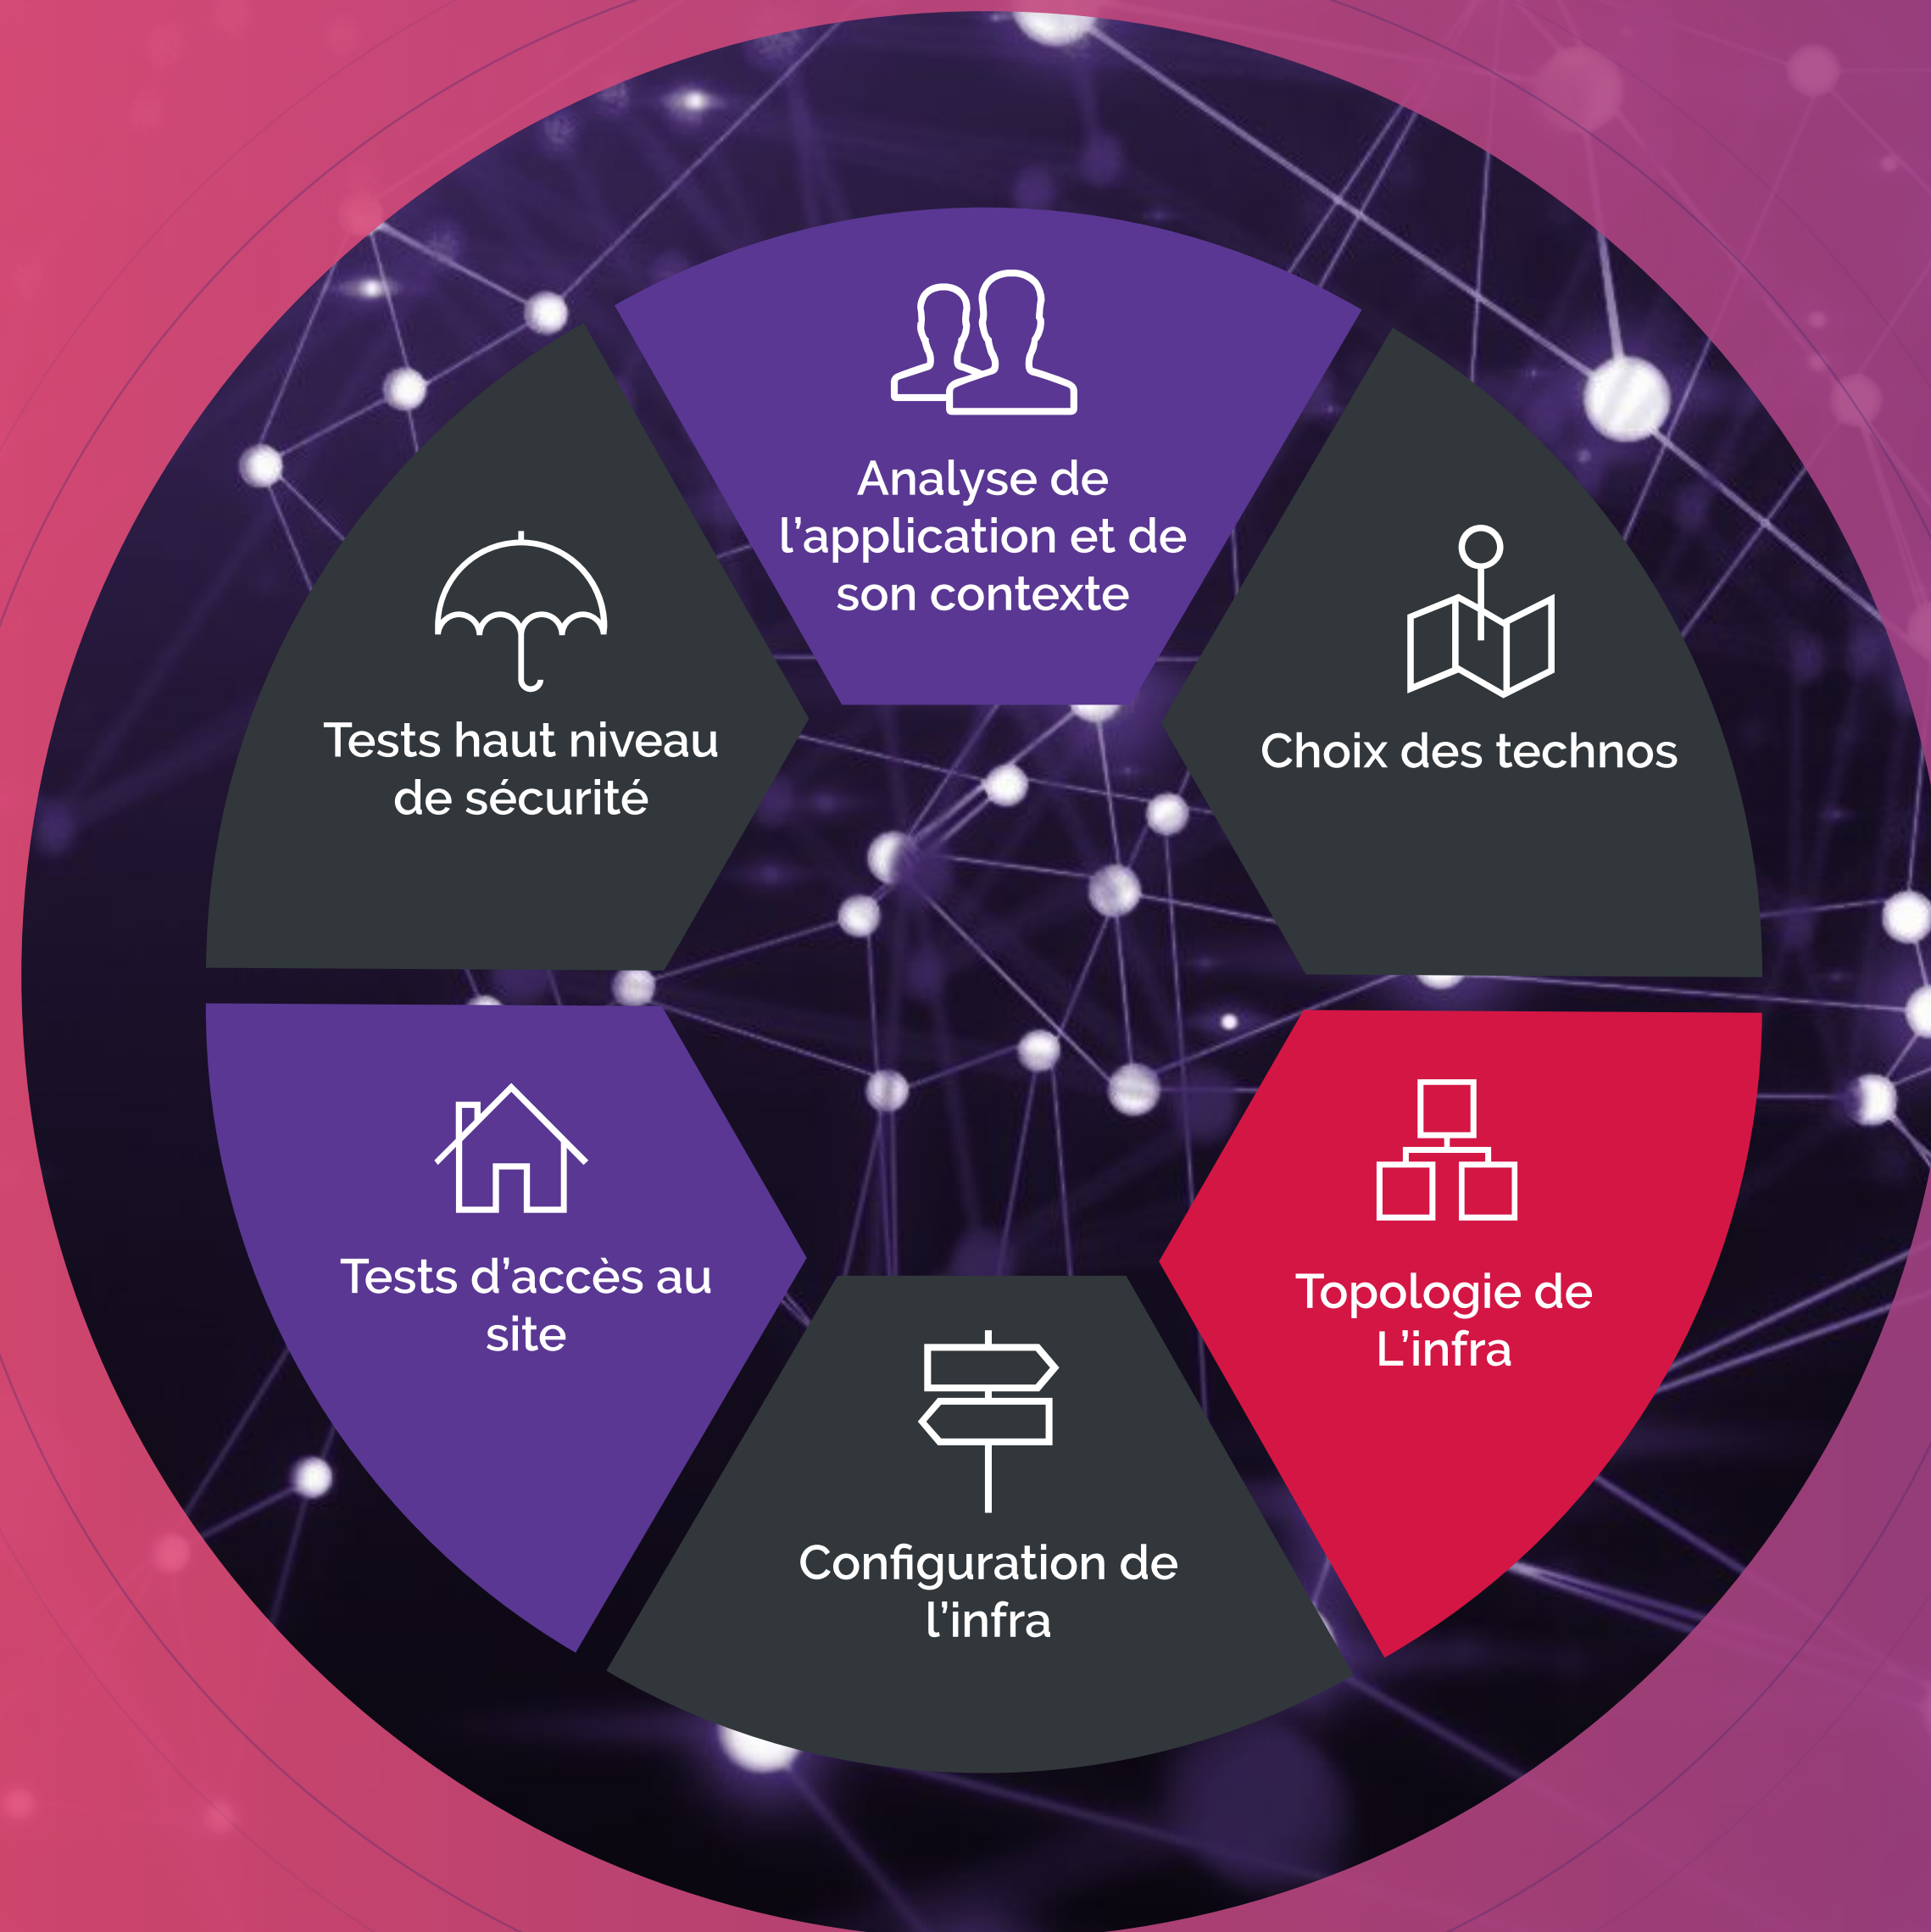 Analyse de
l’application et de
son contexte
Choix des technos
Topologie de
L’infra
Configuration de
l’infra
Tests d’accès au
site
Tests haut niveau
de sécurité